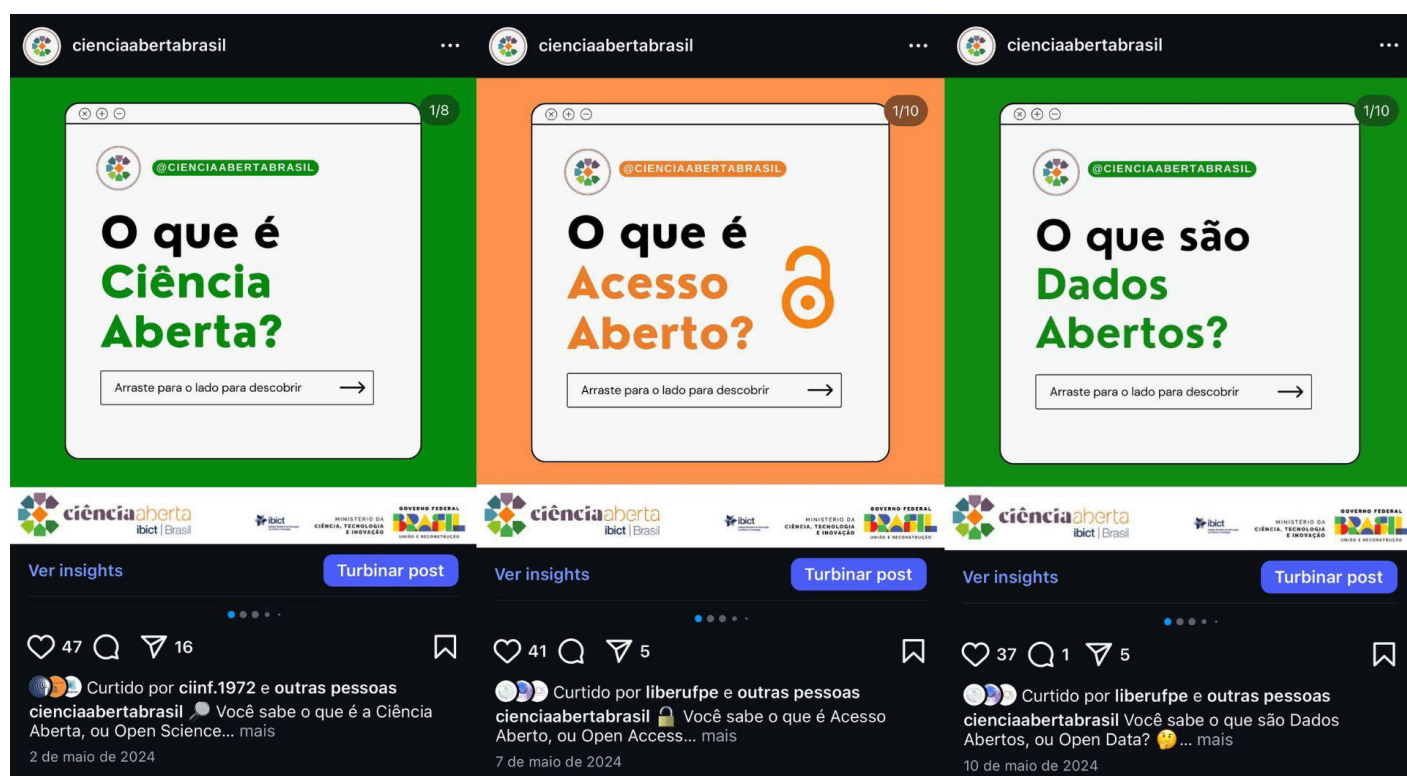 cienciaabertabrasil
1/8
@CIENCIAABERTABRASIL
O que é
Ciência
Aberta?
Arraste para o lado para descobrir
ciênciaaberta
ibict | Brasil
ibict
MINISTÉRIO DA
CIÊNCIA, TECNOLOGIA
E INOVAÇÃO
GOVERNO FEDERAL
BRASIL
UNIÃO E RECONSTRUÇÃO
Ver insights
Turbinar post
47 16
Curtido por ciinf.1972 e outras pessoas
cienciaabertabrasil 🔎 Você sabe o que é a Ciência
Aberta, ou Open Science... mais
2 de maio de 2024
cienciaabertabrasil
1/10
@CIENCIAABERTABRASIL
O que é
Acesso
Aberto?
Arraste para o lado para descobrir
ciênciaaberta
ibict | Brasil
ibict
MINISTÉRIO DA
CIÊNCIA, TECNOLOGIA
E INOVAÇÃO
GOVERNO FEDERAL
BRASIL
UNIÃO E RECONSTRUÇÃO
Ver insights
Turbinar post
41 5
Curtido por liberufpe e outras pessoas
cienciaabertabrasil 🔓 Você sabe o que é Acesso
Aberto, ou Open Access... mais
7 de maio de 2024
cienciaabertabrasil
1/10
@CIENCIAABERTABRASIL
O que são
Dados
Abertos?
Arraste para o lado para descobrir
ciênciaaberta
ibict | Brasil
ibict
MINISTÉRIO DA
CIÊNCIA, TECNOLOGIA
E INOVAÇÃO
GOVERNO FEDERAL
BRASIL
UNIÃO E RECONSTRUÇÃO
Ver insights
Turbinar post
37 1 5
Curtido por liberufpe e outras pessoas
cienciaabertabrasil Você sabe o que são Dados
Abertos, ou Open Data? 🤔... mais
10 de maio de 2024